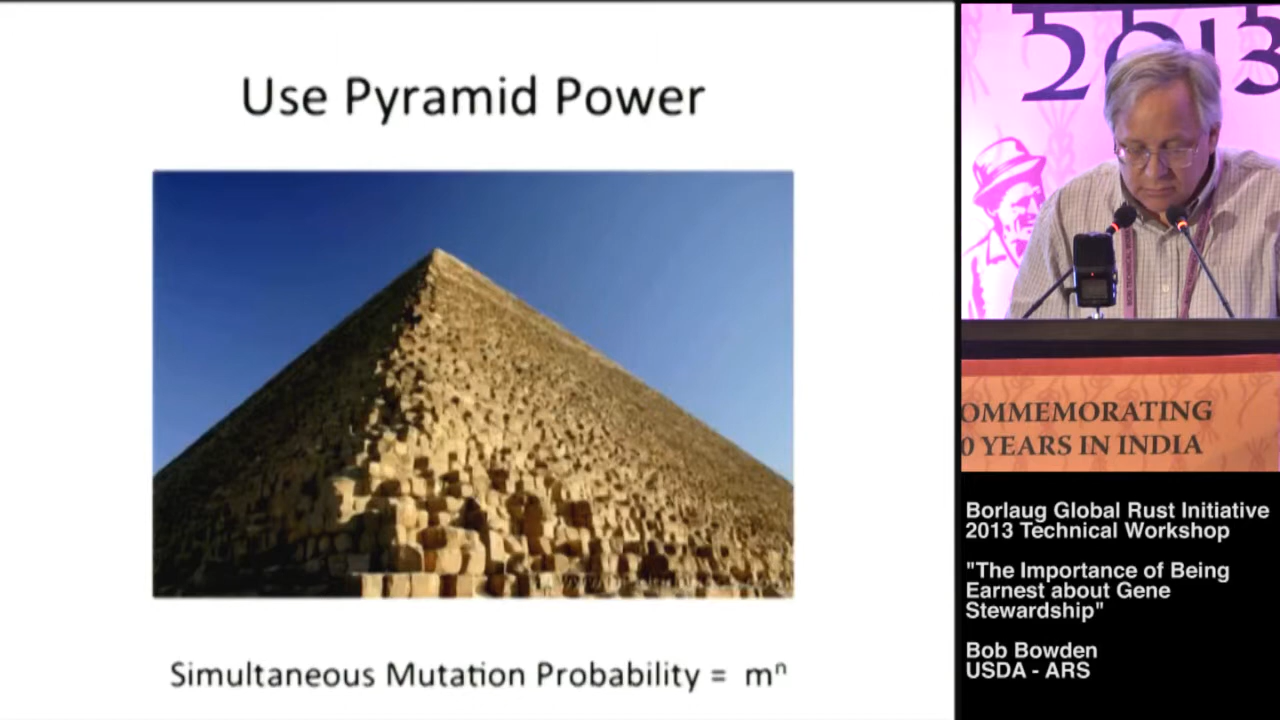 Use Pyramid Power
Simultaneous Mutation Probability = mⁿ
2013
OMMEMORATING
0 YEARS IN INDIA
Borlaug Global Rust Initiative
2013 Technical Workshop
"The Importance of Being
Earnest about Gene
Stewardship"
Bob Bowden
USDA - ARS